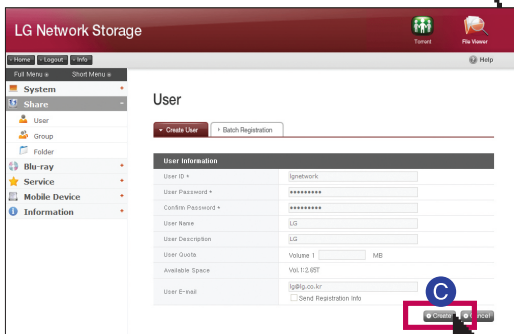 LG Network Storage
Torrent
File Viewer
Home Logout Info
Help
Full Menu Short Menu
System
Share
User
Group
Folder
Blu-ray
Service
Mobile Device
Information
User
Create User Batch Registration
User Information
User ID * lgnetwork
User Password * •••••••••
Confirm Password * •••••••••
User Name LG
User Description LG
User Quota Volume 1 MB
Available Space Vol.1:2.65T
User E-mail lg@lg.co.kr
Send Registration Info
C
Create Cancel